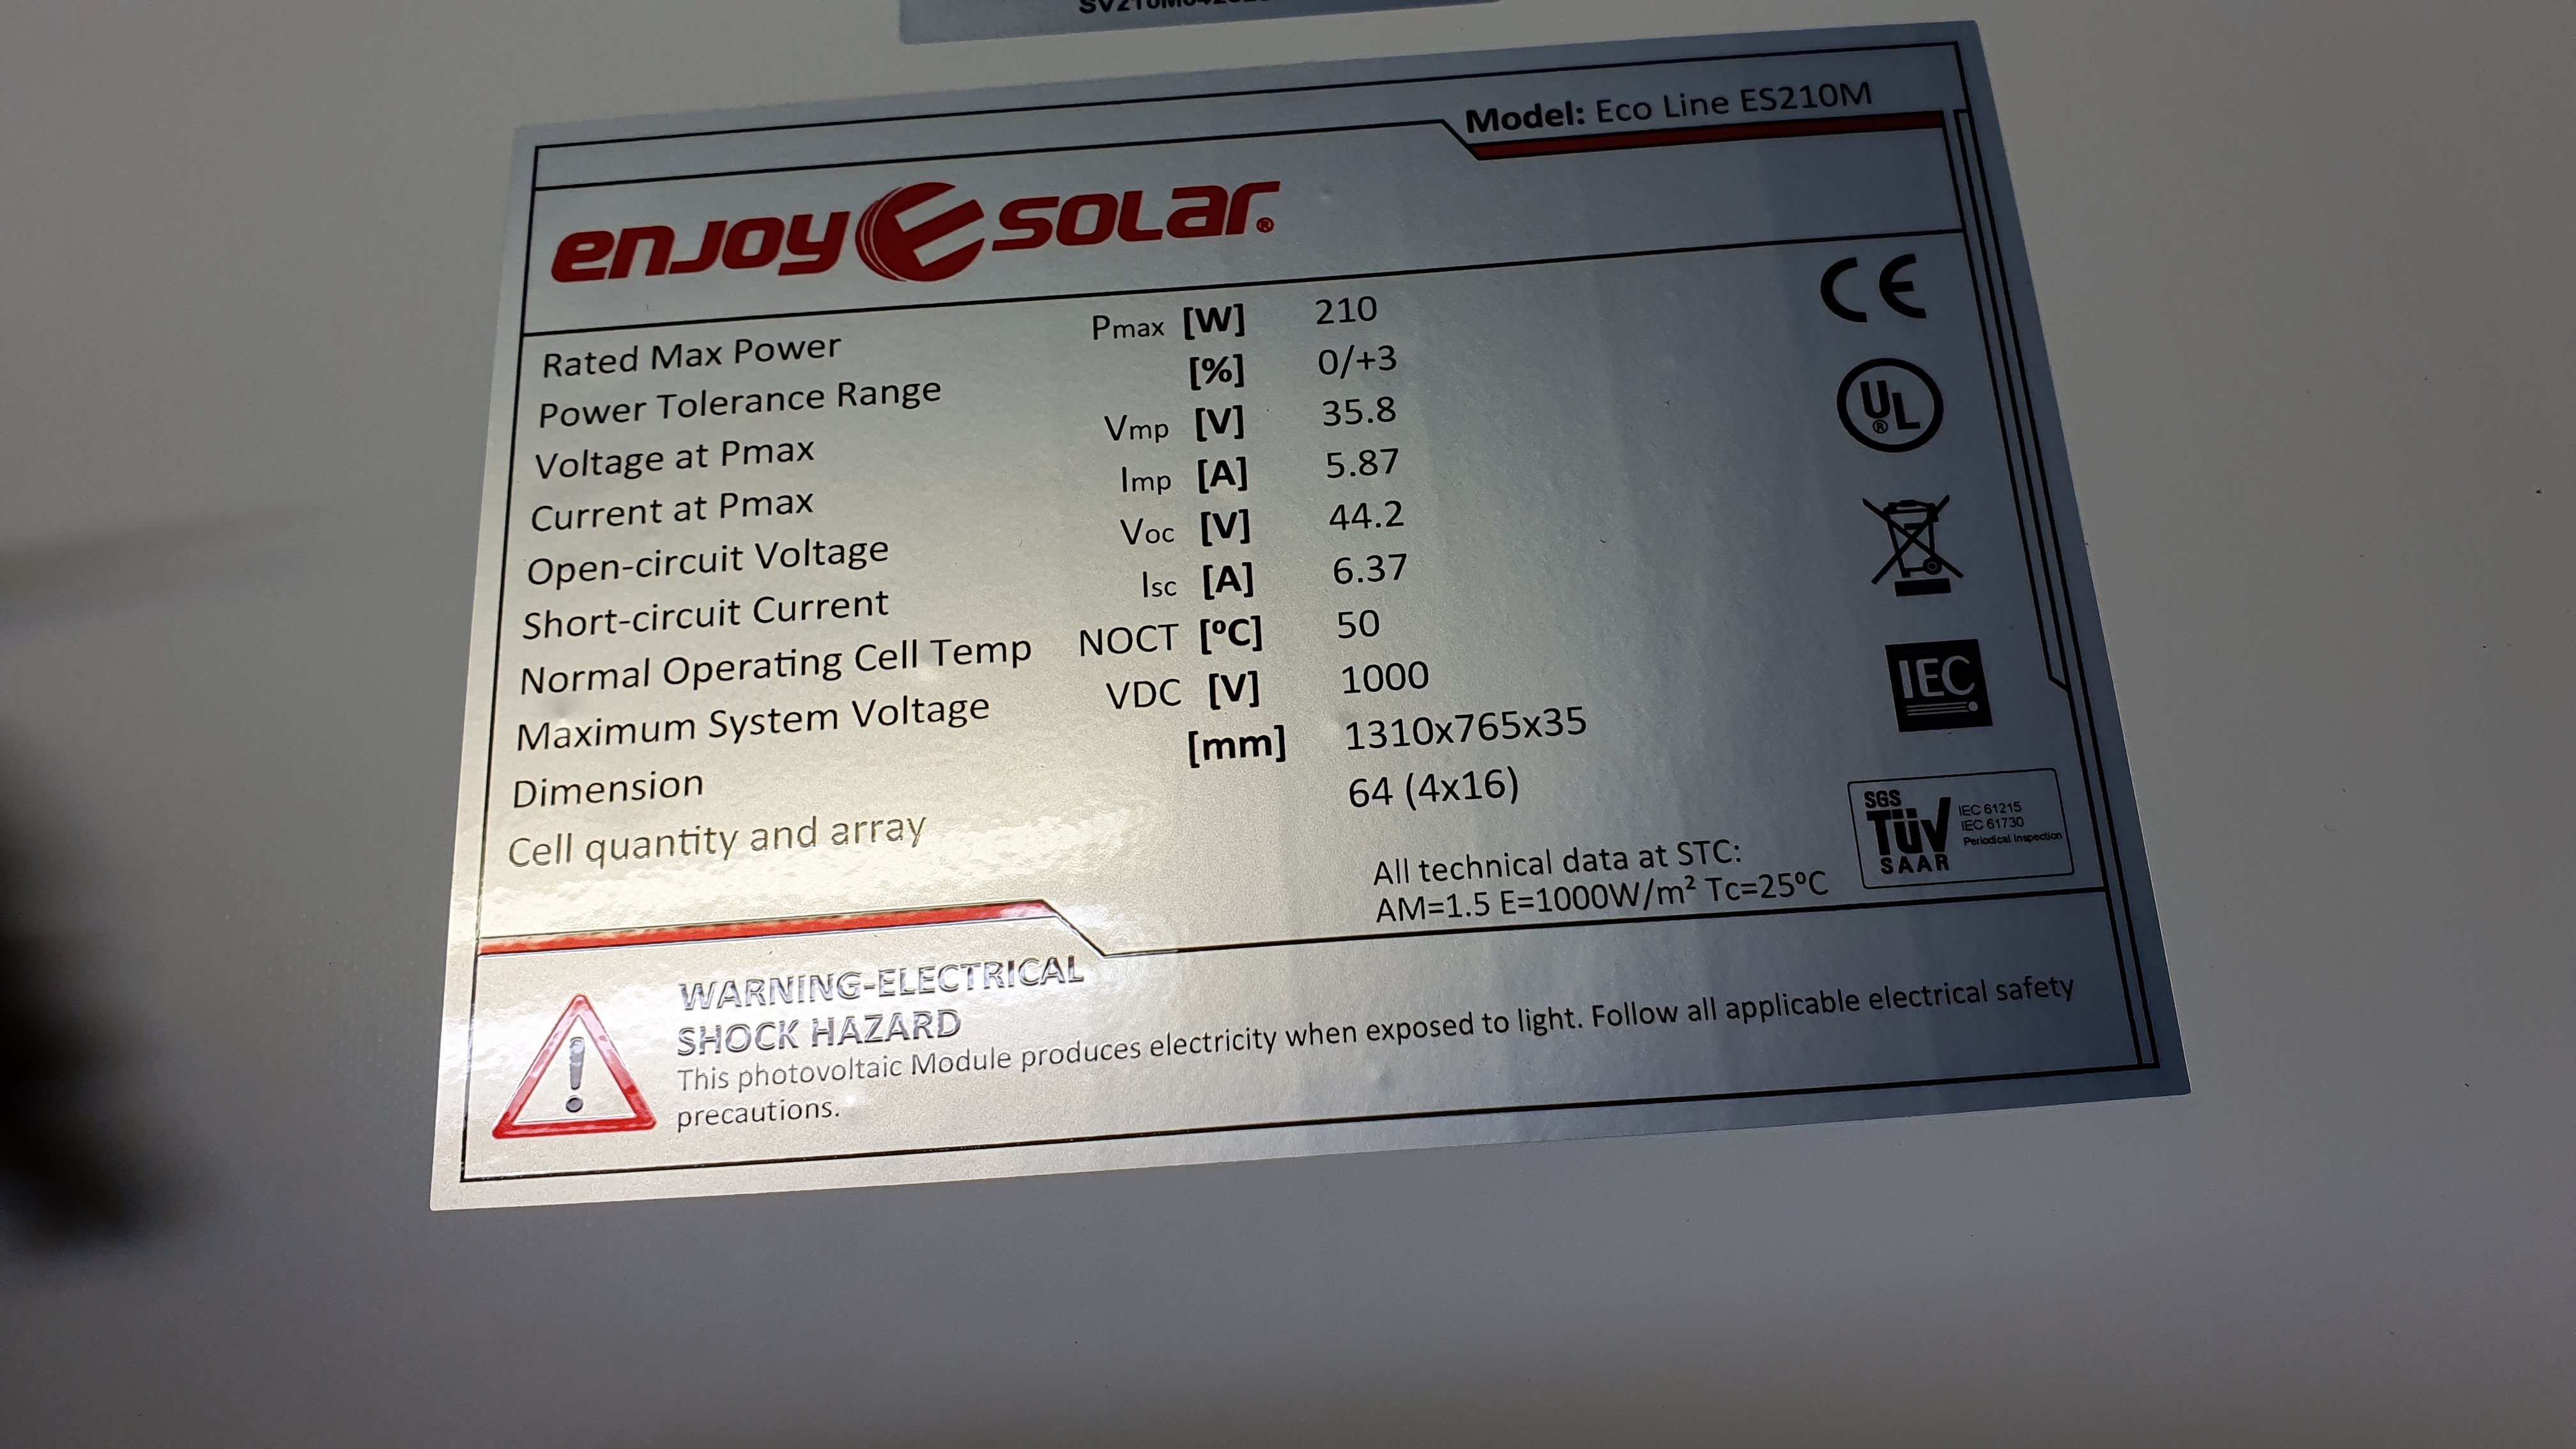 Model: Eco Line ES210M
enjoy solar®
Rated Max Power Pmax [W] 210
Power Tolerance Range [%] 0/+3
Voltage at Pmax Vmp [V] 35.8
Current at Pmax Imp [A] 5.87
Open-circuit Voltage Voc [V] 44.2
Short-circuit Current Isc [A] 6.37
Normal Operating Cell Temp NOCT [ºC] 50
Maximum System Voltage VDC [V] 1000
Dimension [mm] 1310x765x35
Cell quantity and array 64 (4x16)
All technical data at STC:
AM=1.5 E=1000W/m² Tc=25ºC
CE
UL®
IEC
SGS
TÜV
SAAR
IEC 61215
IEC 61730
Periodical Inspection
WARNING-ELECTRICAL
SHOCK HAZARD
This photovoltaic Module produces electricity when exposed to light. Follow all applicable electrical safety
precautions.